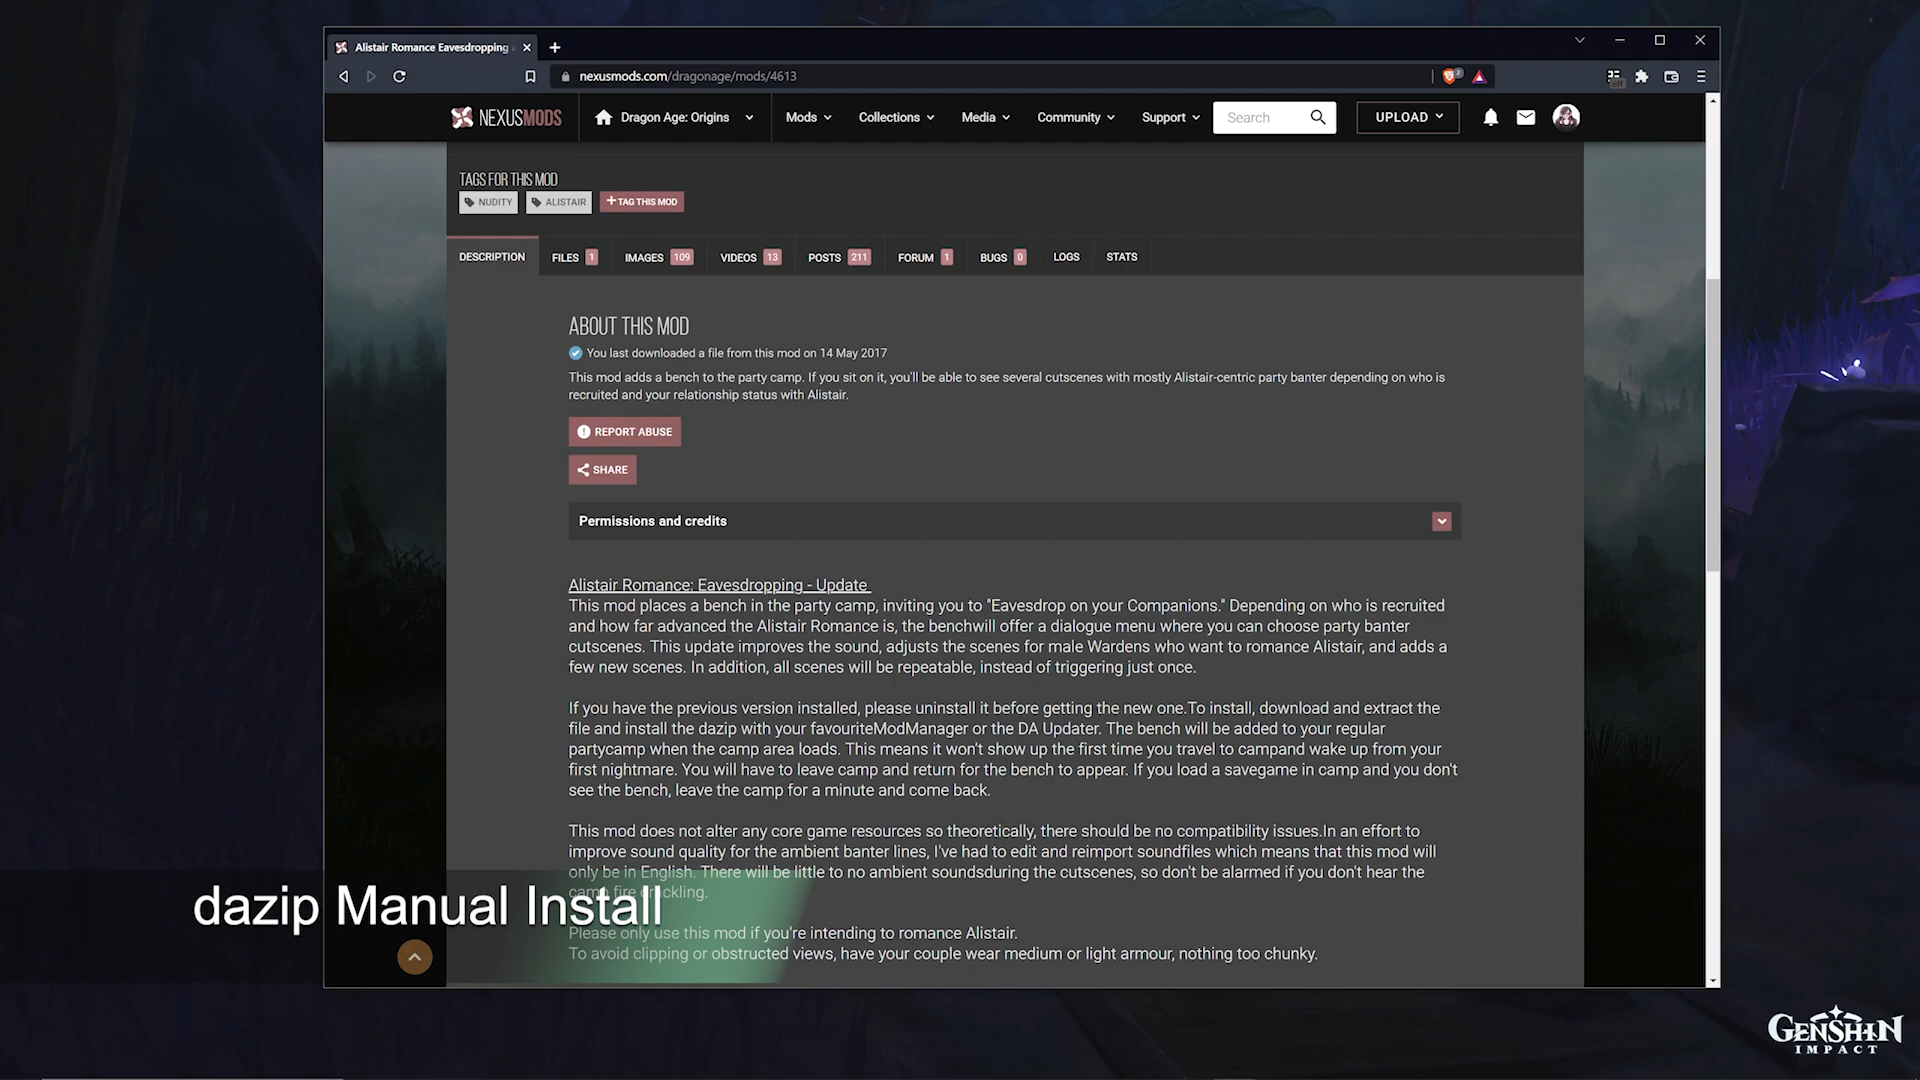 Alistair Romance Eavesdropping
nexusmods.com/dragonage/mods/4613
2
off
NEXUSMODS
Dragon Age: Origins
Mods
Collections
Media
Community
Support
Search
UPLOAD
TAGS FOR THIS MOD
NUDITY
ALISTAIR
TAG THIS MOD
DESCRIPTION
FILES 1
IMAGES 109
VIDEOS 13
POSTS 211
FORUM 1
BUGS 0
LOGS
STATS
ABOUT THIS MOD
You last downloaded a file from this mod on 14 May 2017
This mod adds a bench to the party camp. If you sit on it, you'll be able to see several cutscenes with mostly Alistair-centric party banter depending on who is
recruited and your relationship status with Alistair.
REPORT ABUSE
SHARE
Permissions and credits
Alistair Romance: Eavesdropping - Update
This mod places a bench in the party camp, inviting you to "Eavesdrop on your Companions." Depending on who is recruited
and how far advanced the Alistair Romance is, the benchwill offer a dialogue menu where you can choose party banter
cutscenes. This update improves the sound, adjusts the scenes for male Wardens who want to romance Alistair, and adds a
few new scenes. In addition, all scenes will be repeatable, instead of triggering just once.
If you have the previous version installed, please uninstall it before getting the new one.To install, download and extract the
file and install the dazip with your favouriteModManager or the DA Updater. The bench will be added to your regular
partycamp when the camp area loads. This means it won't show up the first time you travel to campand wake up from your
first nightmare. You will have to leave camp and return for the bench to appear. If you load a savegame in camp and you don't
see the bench, leave the camp for a minute and come back.
This mod does not alter any core game resources so theoretically, there should be no compatibility issues.In an effort to
improve sound quality for the ambient banter lines, I've had to edit and reimport soundfiles which means that this mod will
only be in English. There will be little to no ambient soundsduring the cutscenes, so don't be alarmed if you don't hear the
camp fire crackling.
dazip Manual Install
Please only use this mod if you're intending to romance Alistair.
To avoid clipping or obstructed views, have your couple wear medium or light armour, nothing too chunky.
GENSHIN
IMPACT